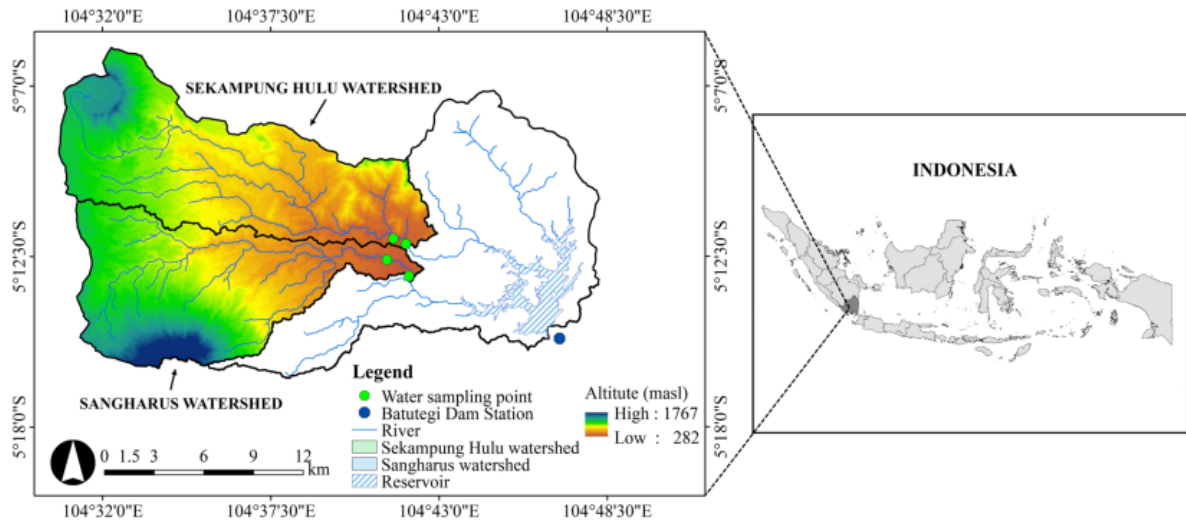 104°32'0"E 104°37'30"E 104°43'0"E 104°48'30"E
5°7'0"S 5°7'0"S
SEKAMPUNG HULU WATERSHED
INDONESIA
5°12'30"S 5°12'30"S
SANGHARUS WATERSHED
Legend
Water sampling point
Batutegi Dam Station
River
Sekampung Hulu watershed
Sangharus watershed
Reservoir
Altitute (masl)
High : 1767
Low : 282
5°18'0"S 5°18'0"S
0 1.5 3 6 9 12
km
104°32'0"E 104°37'30"E 104°43'0"E 104°48'30"E